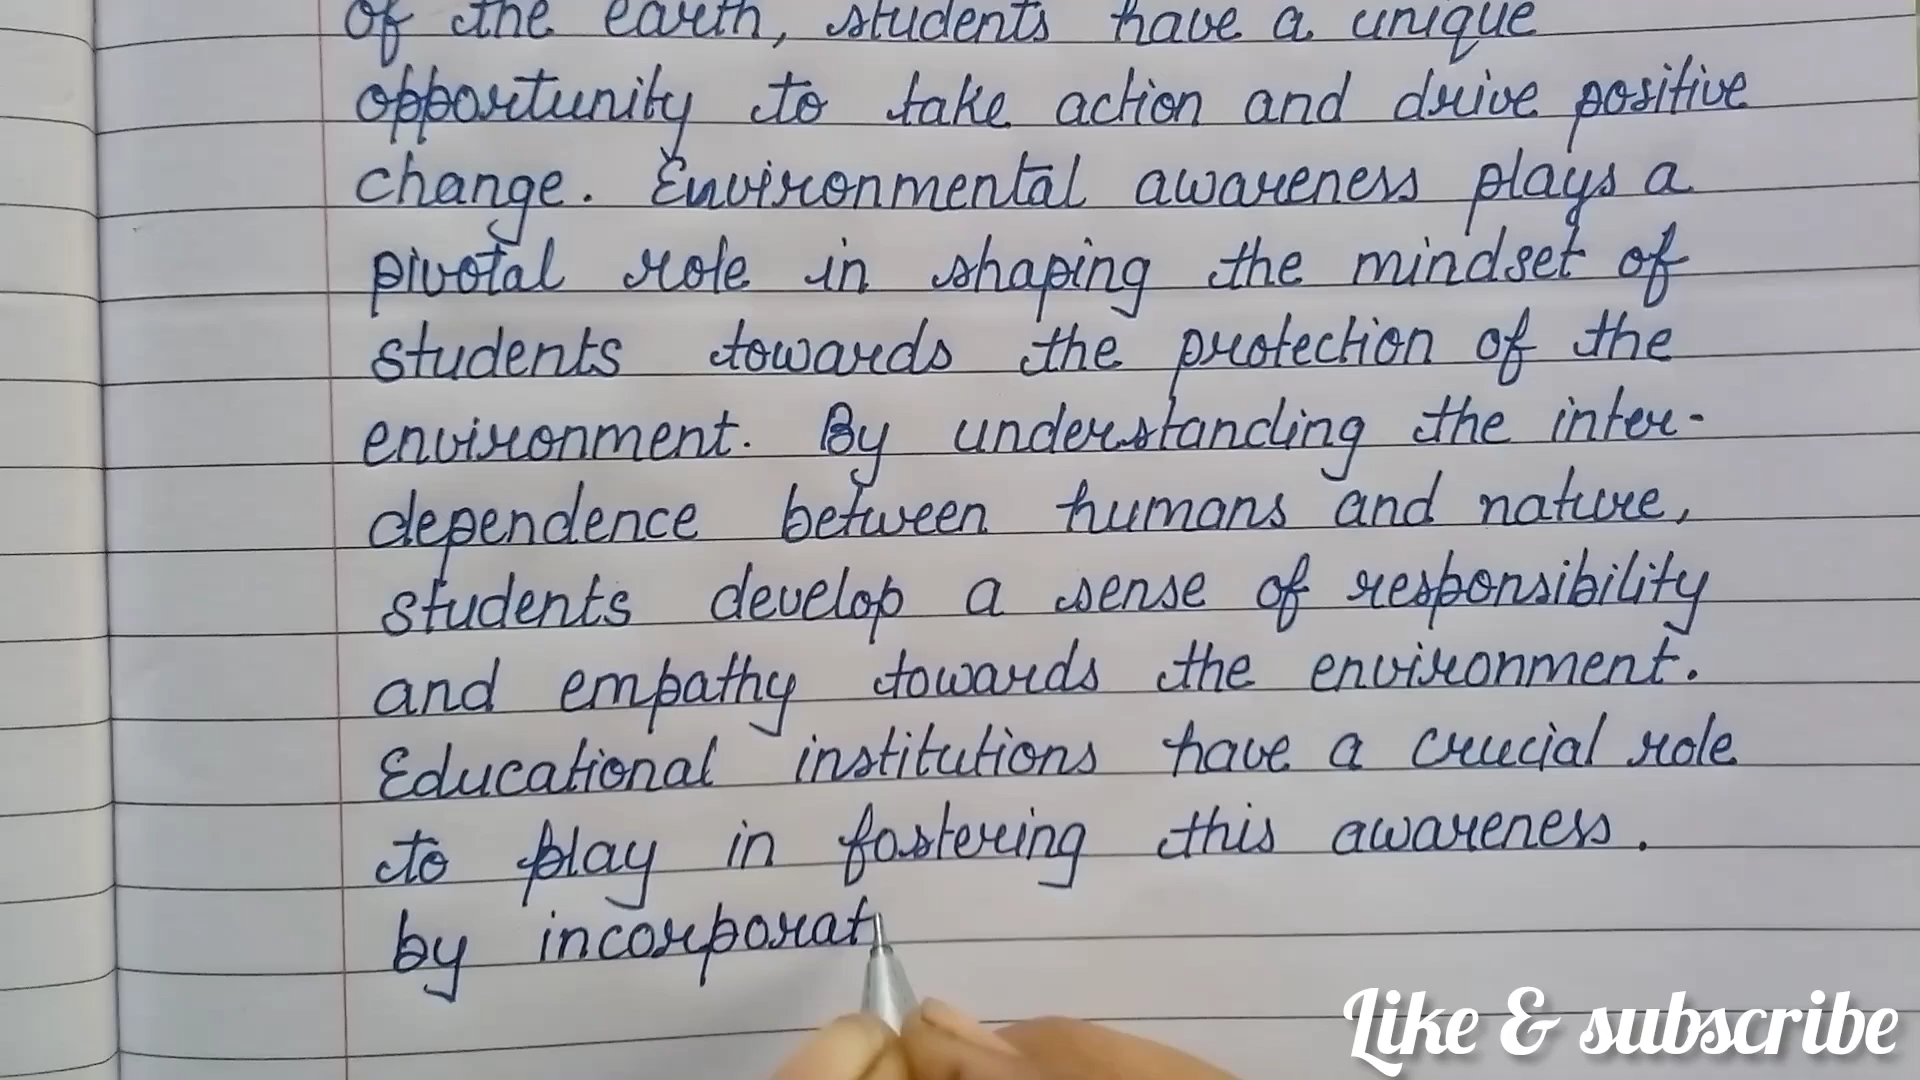 of the earth, students have a unique
opportunity to take action and drive positive
change. Environmental awareness plays a
pivotal role in shaping the mindset of
students towards the protection of the
environment. By understanding the inter-
dependence between humans and nature,
students develop a sense of responsibility
and empathy towards the environment.
Educational institutions have a crucial role
to play in fostering this awareness.
by incorporat
Like & subscribe